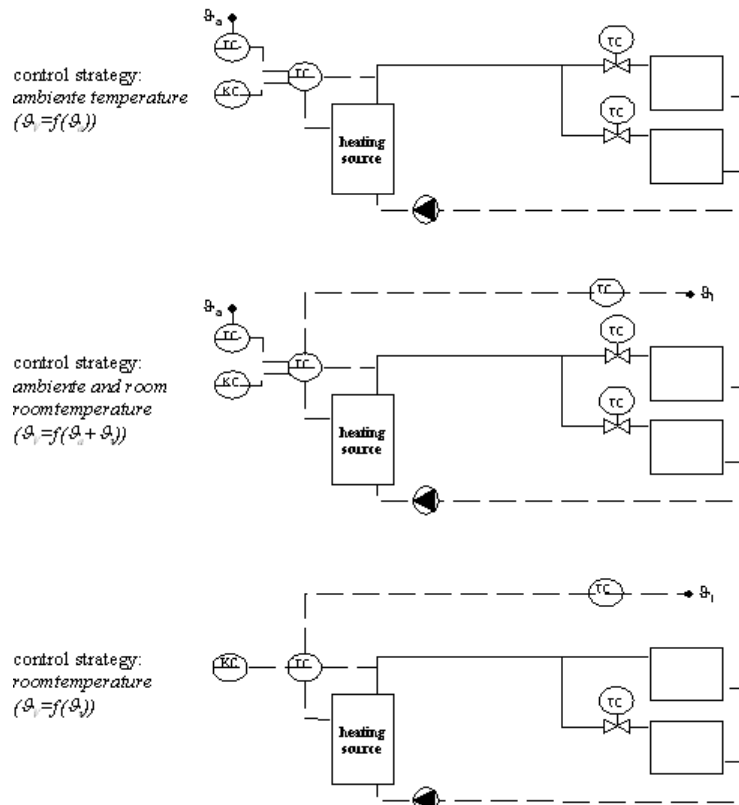 ϑa
TC
TC
TC
control strategy:
ambiente temperature
(ϑV=f(ϑa))
KC
TC
heating
source
ϑa
TC
ϑi
TC
TC
TC
control strategy:
ambiente and room
roomtemperature
(ϑV=f(ϑa + ϑi))
KC
TC
heating
source
TC
ϑi
control strategy:
roomtemperature
(ϑV=f(ϑi))
KC
TC
TC
heating
source